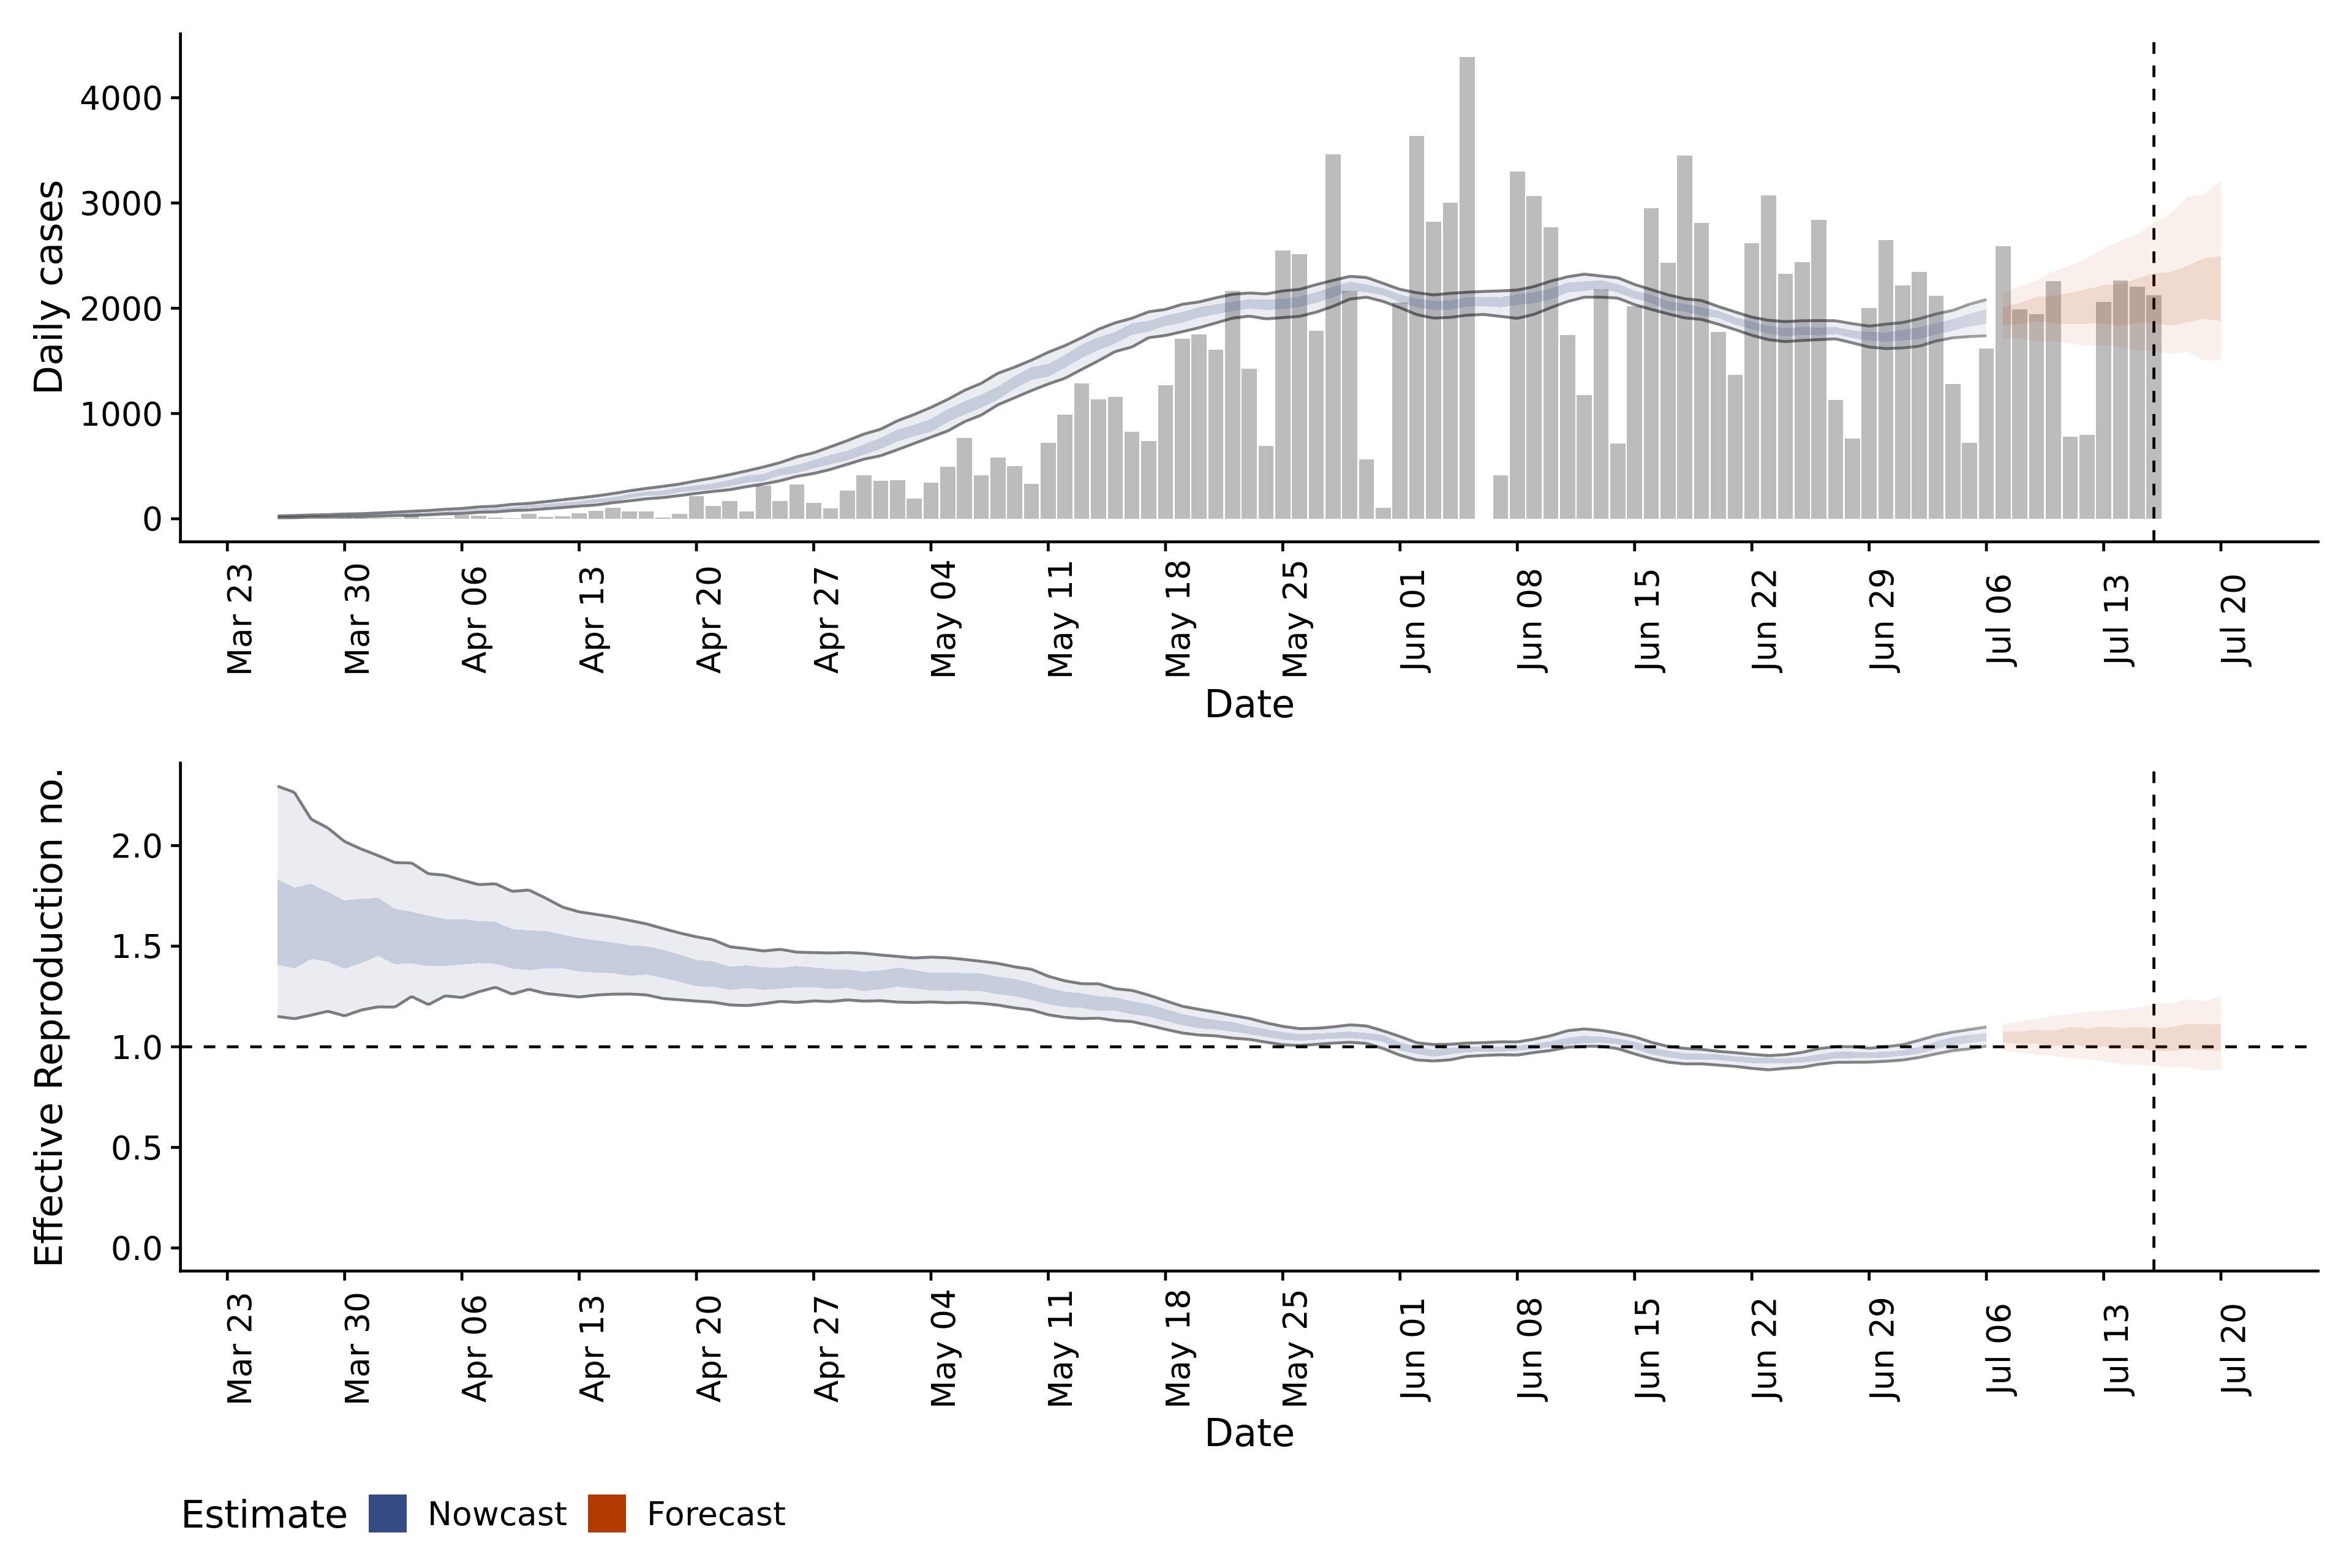 Daily cases
4000
3000
2000
1000
0
Mar 23
Mar 30
Apr 06
Apr 13
Apr 20
Apr 27
May 04
May 11
May 18
May 25
Jun 01
Jun 08
Jun 15
Jun 22
Jun 29
Jul 06
Jul 13
Jul 20
Date
Effective Reproduction no.
2.0
1.5
1.0
0.5
0.0
Mar 23
Mar 30
Apr 06
Apr 13
Apr 20
Apr 27
May 04
May 11
May 18
May 25
Jun 01
Jun 08
Jun 15
Jun 22
Jun 29
Jul 06
Jul 13
Jul 20
Date
Estimate Nowcast Forecast